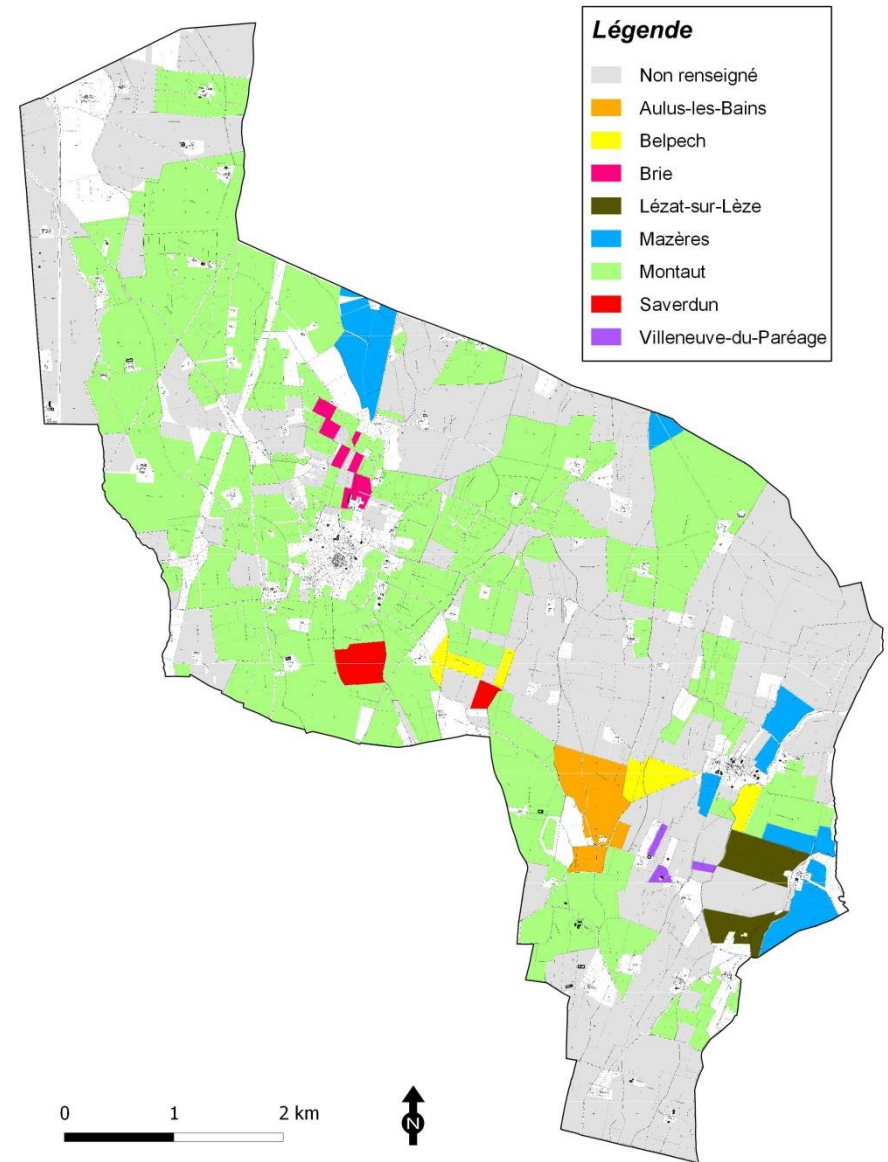 Légende
Non renseigné
Aulus-les-Bains
Belpech
Brie
Lézat-sur-Lèze
Mazères
Montaut
Saverdun
Villeneuve-du-Paréage
0 1 2 km
N